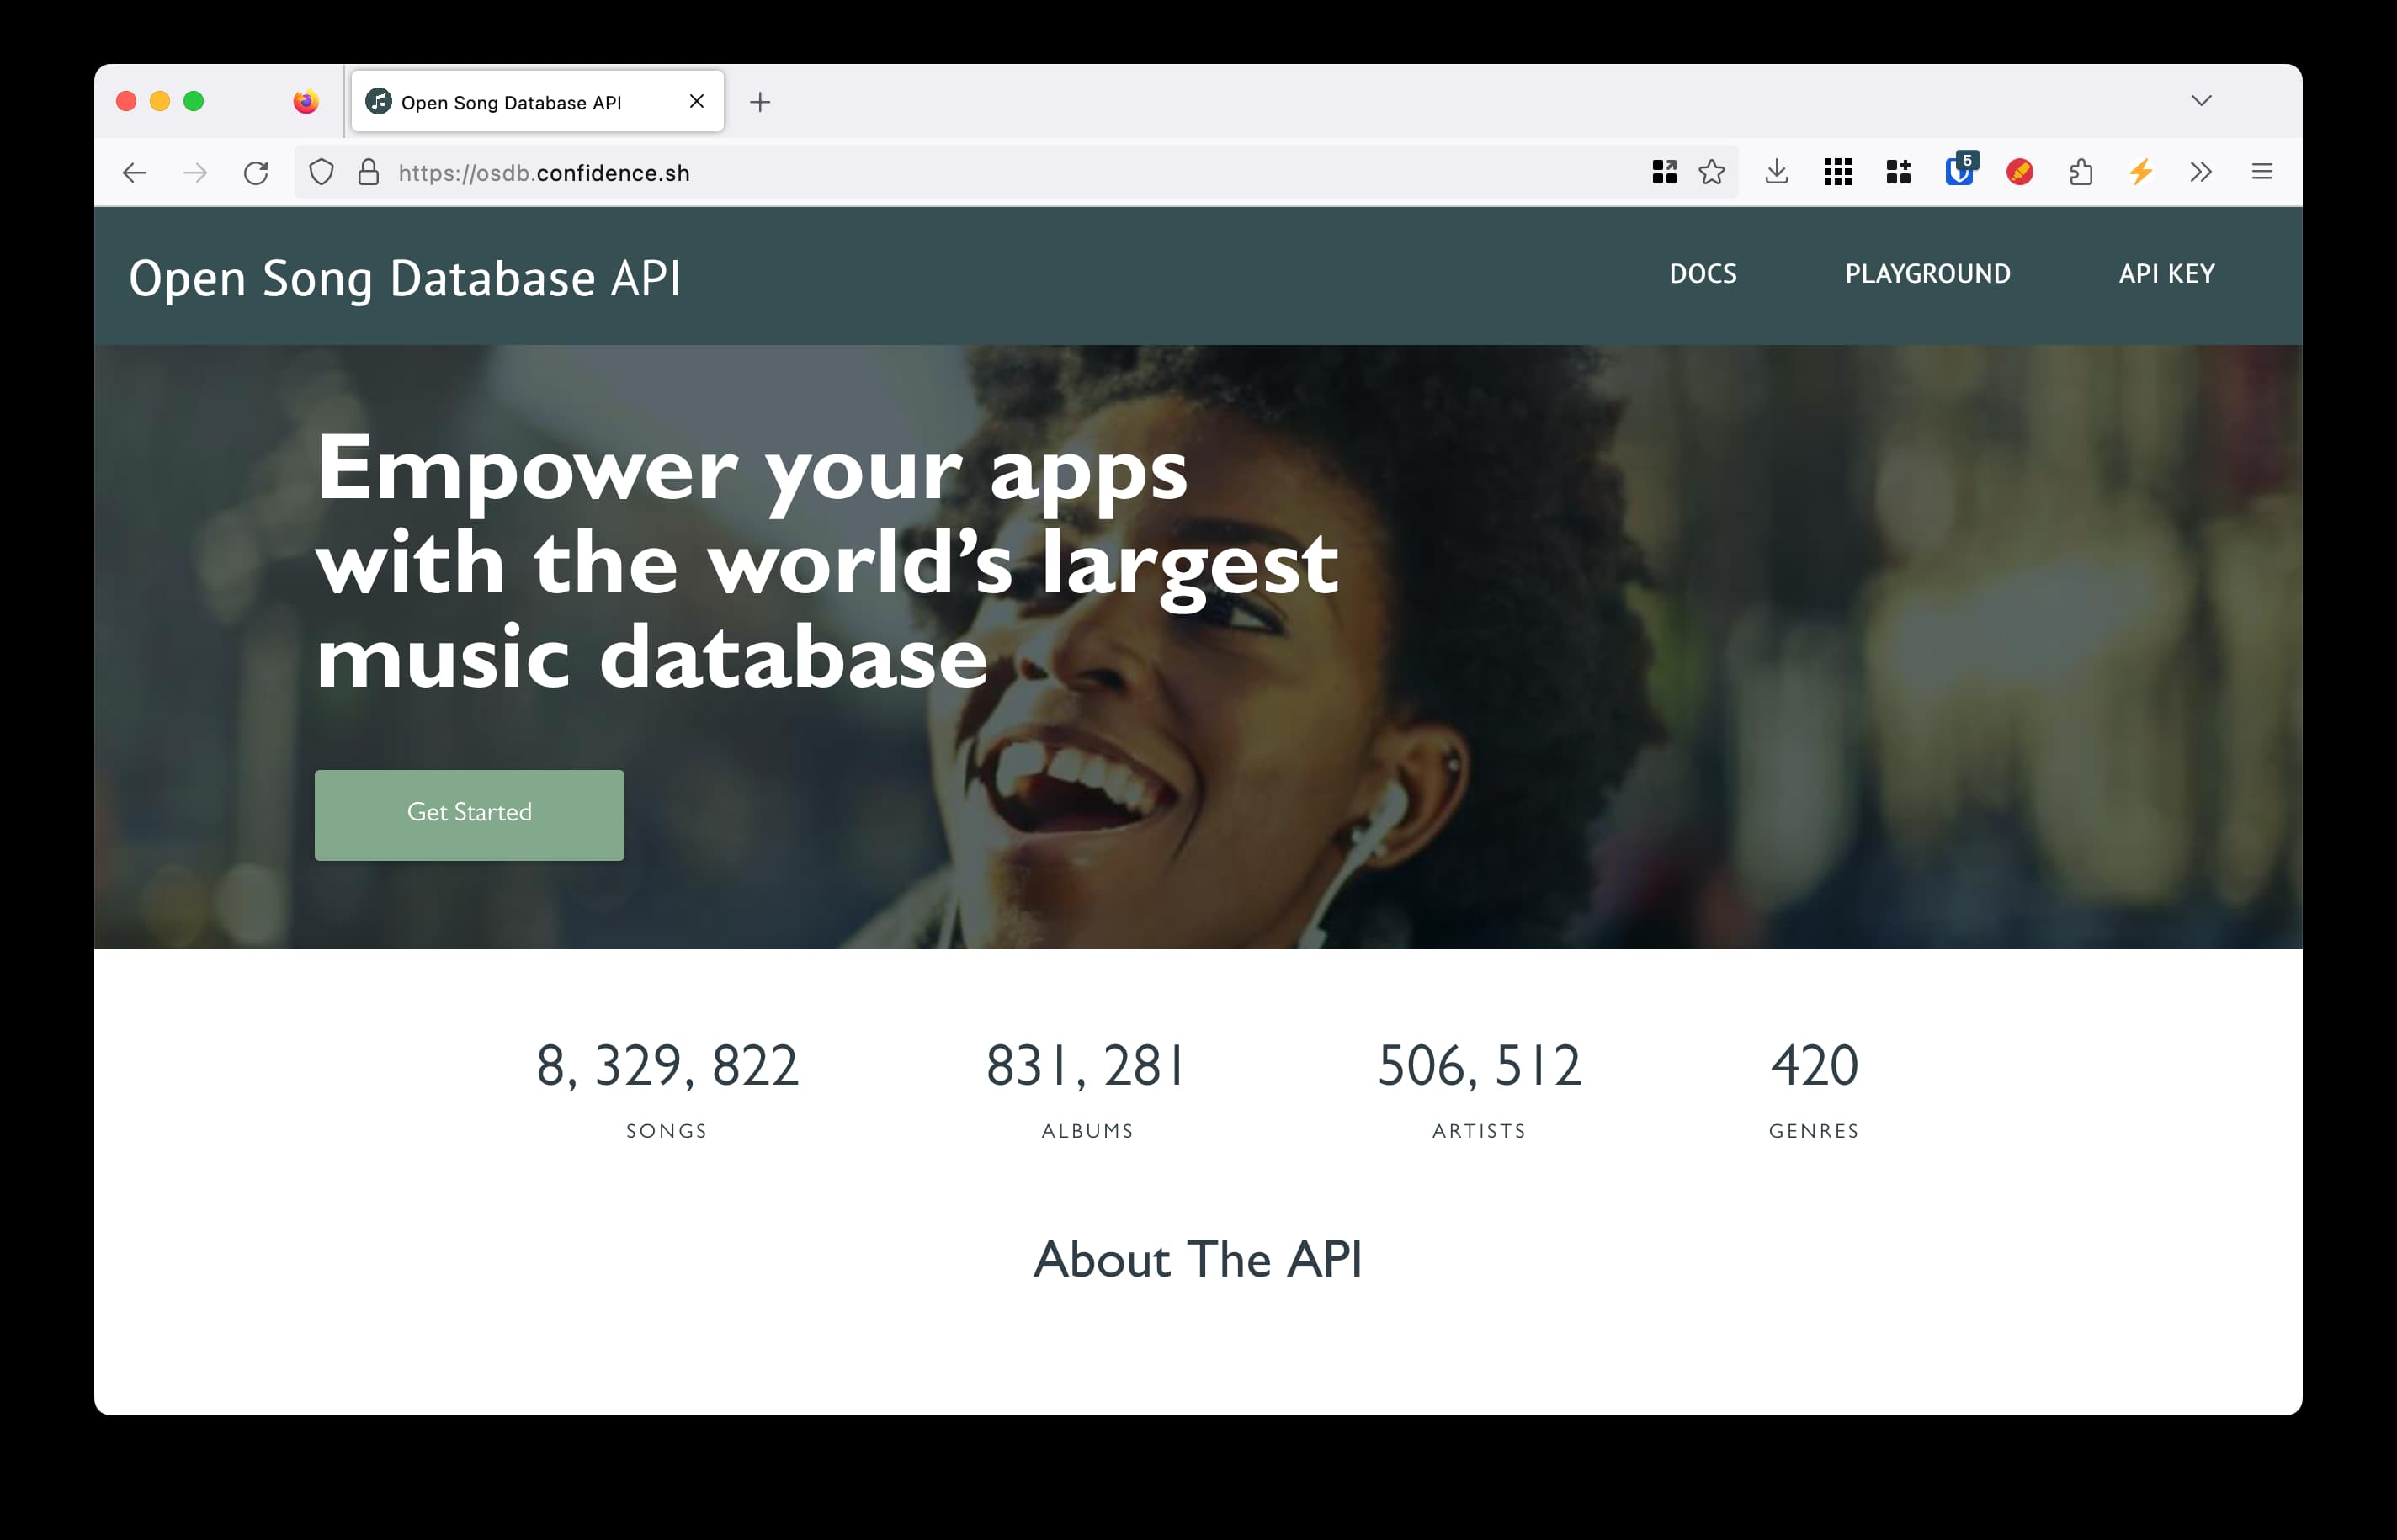 Open Song Database API
https://osdb.confidence.sh
5
Open Song Database API
DOCS
PLAYGROUND
API KEY
Empower your apps
with the world’s largest
music database
Get Started
8, 329, 822
831, 281
506, 512
420
SONGS
ALBUMS
ARTISTS
GENRES
About The API